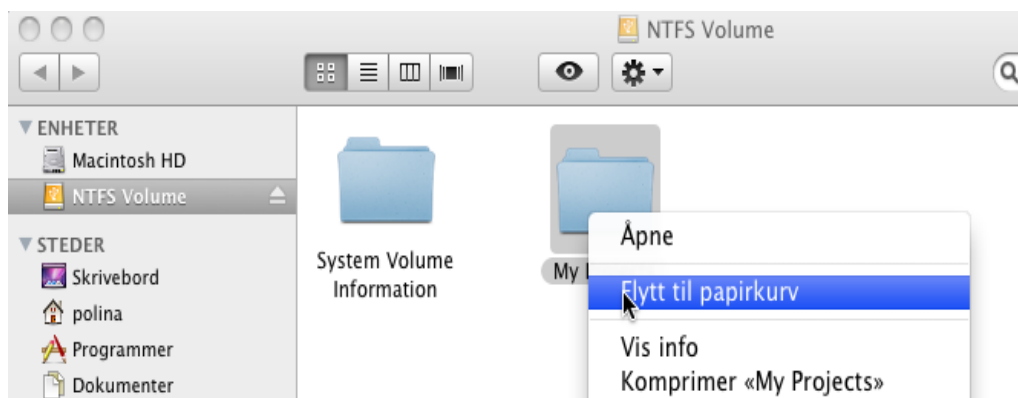 NTFS Volume
ENHETER
Macintosh HD
NTFS Volume
STEDER
Skrivebord
polina
Programmer
Dokumenter
System Volume
Information
My
Åpne
Flytt til papirkurv
Vis info
Komprimer «My Projects»